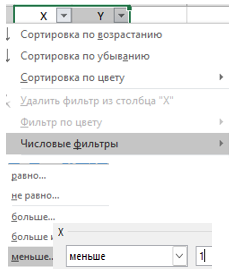 X Y
Сортировка по возрастанию
Сортировка по убыванию
Сортировка по цвету
Удалить фильтр из столбца "X"
Фильтр по цвету
Числовые фильтры
равно...
не равно...
больше...
больше и
меньше...
X
меньше 1